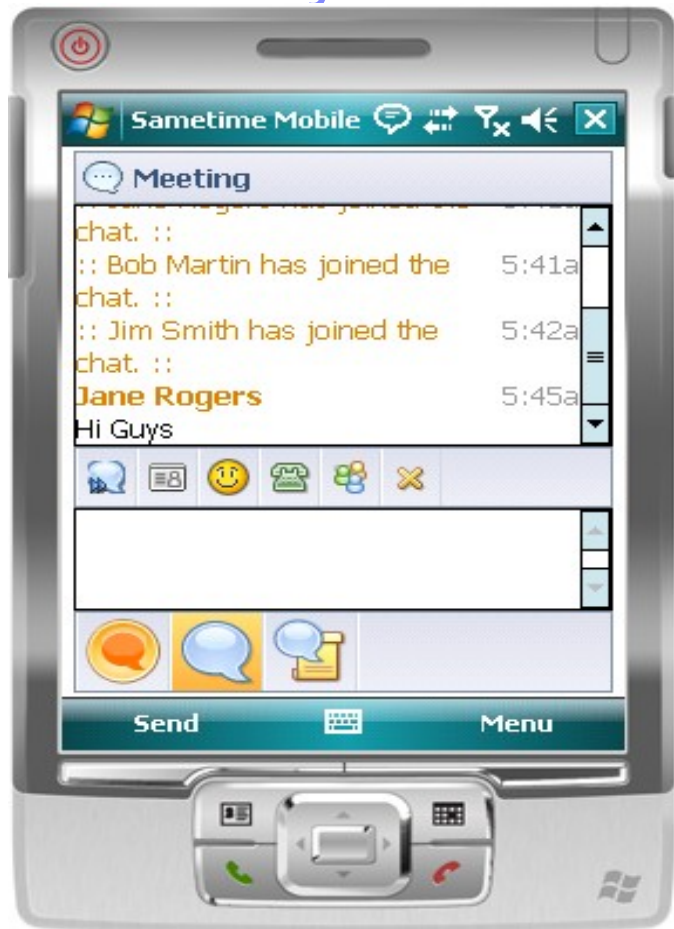 Sametime Mobile
Meeting
chat. ::
:: Bob Martin has joined the 5:41a
chat. ::
:: Jim Smith has joined the 5:42a
chat. ::
Jane Rogers 5:45a
Hi Guys
Send Menu